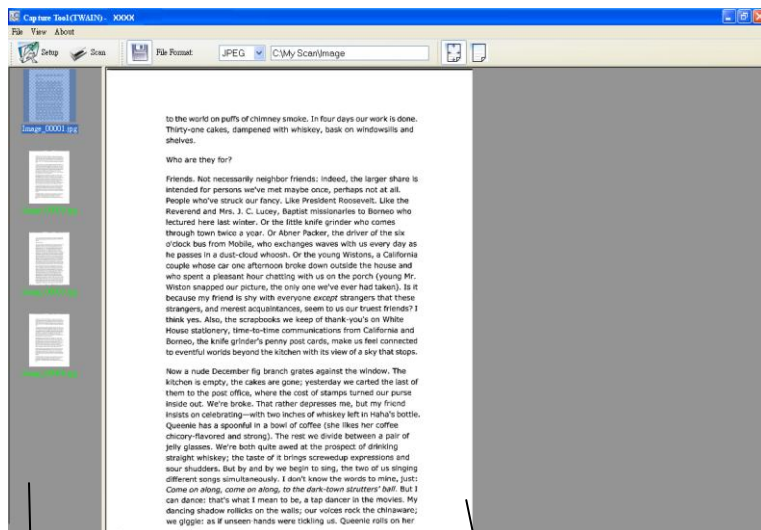 Capture Tool(TWAIN) - XXXX
File View About
Setup Scan File Format: JPEG C:\My Scan\Image
Image_00001.jpg
to the world on puffs of chimney smoke. In four days our work is done.
Thirty-one cakes, dampened with whiskey, bask on windowsills and
shelves.
Who are they for?
Friends. Not necessarily neighbor friends: indeed, the larger share is
intended for persons we've met maybe once, perhaps not at all.
People who've struck our fancy. Like President Roosevelt. Like the
Reverend and Mrs. J. C. Lucey, Baptist missionaries to Borneo who
lectured here last winter. Or the little knife grinder who comes
through town twice a year. Or Abner Packer, the driver of the six
o'clock bus from Mobile, who exchanges waves with us every day as
he passes in a dust-cloud whoosh. Or the young Wistons, a California
couple whose car one afternoon broke down outside the house and
who spent a pleasant hour chatting with us on the porch (young Mr.
Wiston snapped our picture, the only one we've ever had taken). Is it
because my friend is shy with everyone except strangers that these
strangers, and merest acquaintances, seem to us our truest friends? I
think yes. Also, the scrapbooks we keep of thank-you's on White
House stationery, time-to-time communications from California and
Borneo, the knife grinder's penny post cards, make us feel connected
to eventful worlds beyond the kitchen with its view of a sky that stops.
Now a nude December fig branch grates against the window. The
kitchen is empty, the cakes are gone; yesterday we carted the last of
them to the post office, where the cost of stamps turned our purse
inside out. We're broke. That rather depresses me, but my friend
insists on celebrating—with two inches of whiskey left in Haha's bottle.
Queenie has a spoonful in a bowl of coffee (she likes her coffee
chicory-flavored and strong). The rest we divide between a pair of
jelly glasses. We're both quite awed at the prospect of drinking
straight whiskey; the taste of it brings screwedup expressions and
sour shudders. But by and by we begin to sing, the two of us singing
different songs simultaneously. I don't know the words to mine, just:
Come on along, come on along, to the dark-town strutters' ball. But I
can dance: that's what I mean to be, a tap dancer in the movies. My
dancing shadow rollicks on the walls; our voices rock the chinaware;
we giggle: as if unseen hands were tickling us. Queenie rolls on her